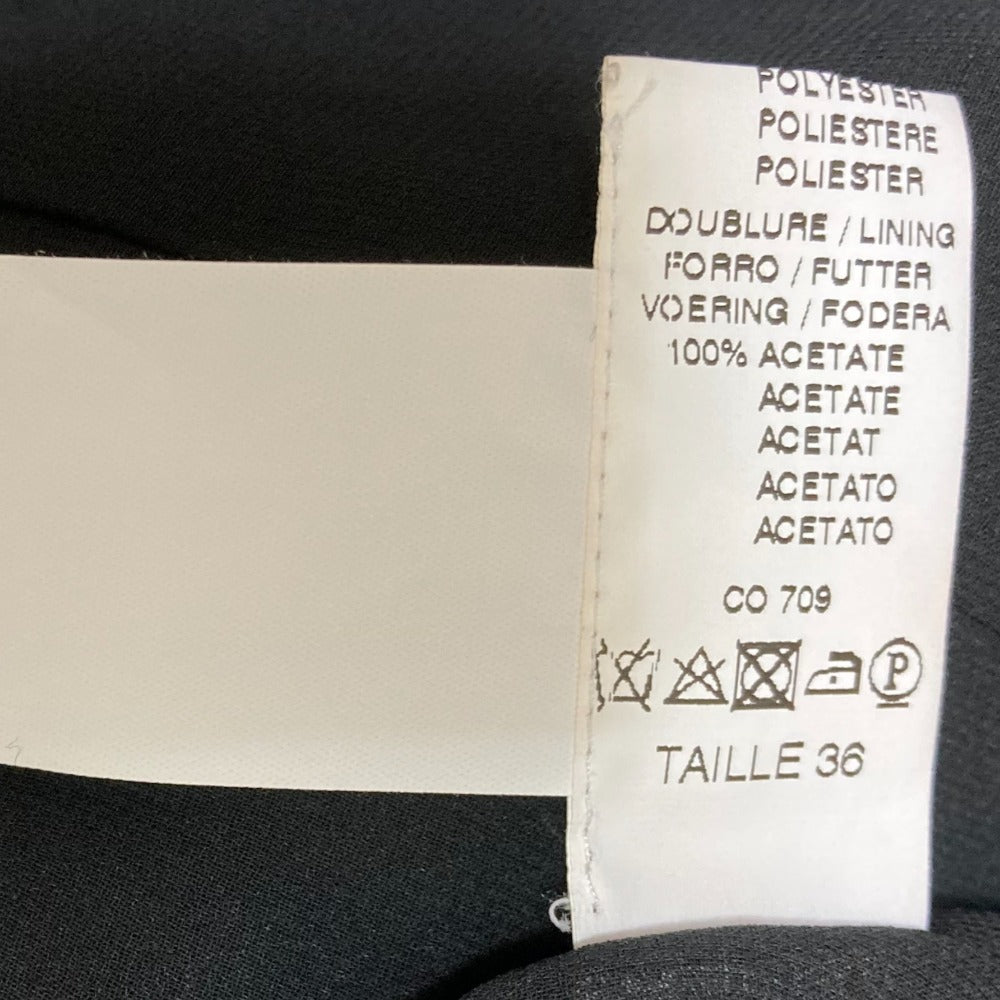 POLYESTER
POLIESTERE
POLIESTER
DOUBLURE / LINING
FORRO / FUTTER
VOERING / FODERA
100% ACETATE
ACETATE
ACETAT
ACETATO
ACETATO
CO 709
P
TAILLE 36